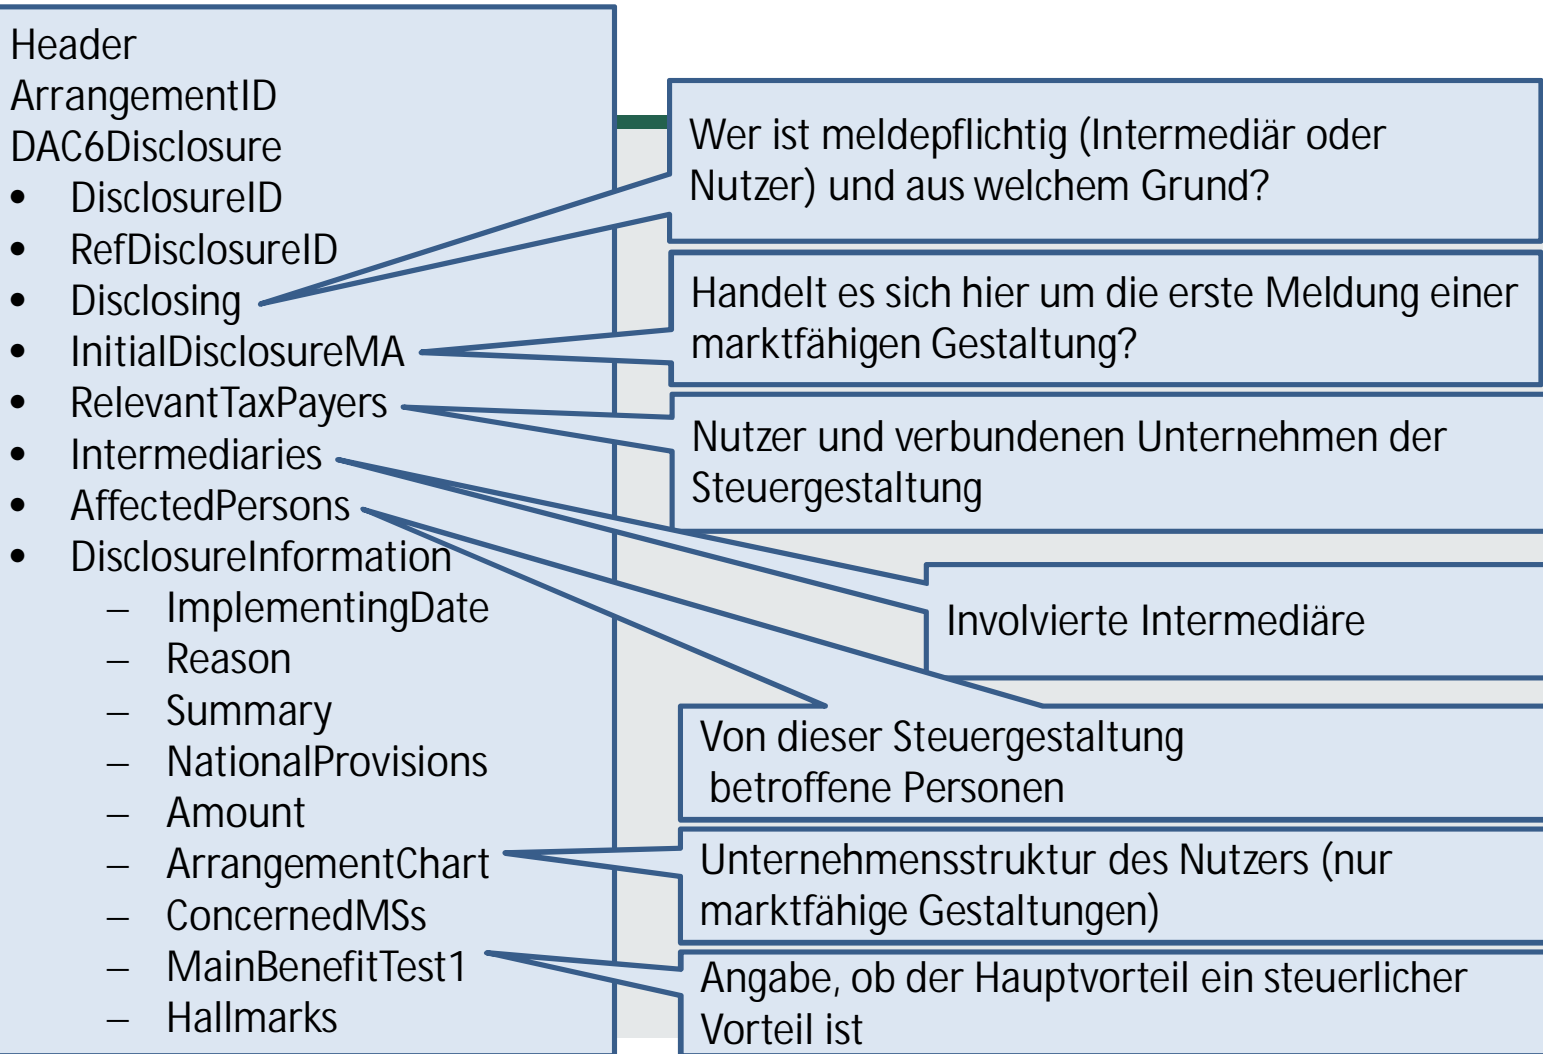 Header
ArrangementID
DAC6Disclosure
• DisclosureID
• RefDisclosureID
• Disclosing
• InitialDisclosureMA
• RelevantTaxPayers
• Intermediaries
• AffectedPersons
• DisclosureInformation
– ImplementingDate
– Reason
– Summary
– NationalProvisions
– Amount
– ArrangementChart
– ConcernedMSs
– MainBenefitTest1
– Hallmarks
Wer ist meldepflichtig (Intermediär oder
Nutzer) und aus welchem Grund?
Handelt es sich hier um die erste Meldung einer
marktfähigen Gestaltung?
Nutzer und verbundenen Unternehmen der
Steuergestaltung
Involvierte Intermediäre
Von dieser Steuergestaltung
betroffene Personen
Unternehmensstruktur des Nutzers (nur
marktfähige Gestaltungen)
Angabe, ob der Hauptvorteil ein steuerlicher
Vorteil ist